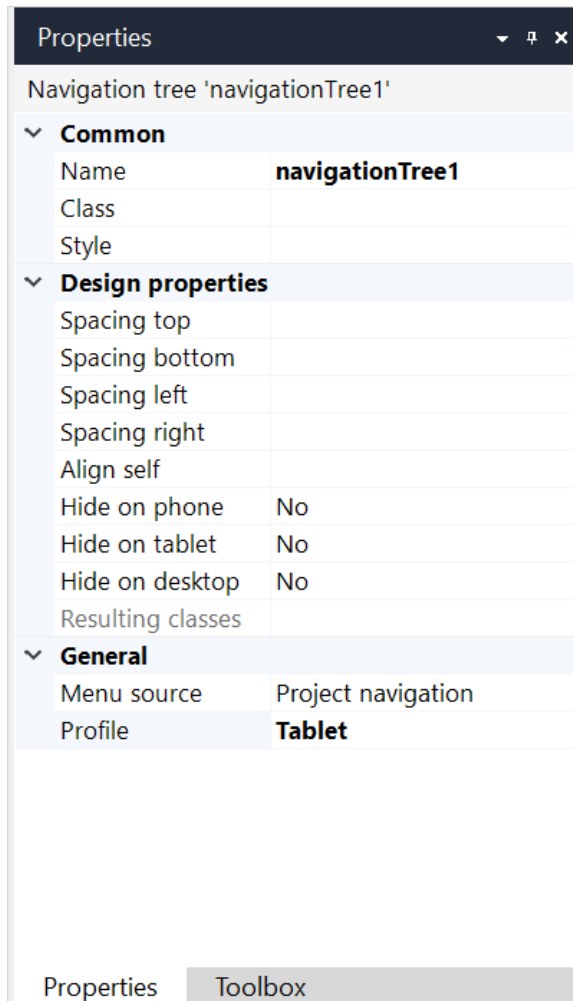 Properties
Navigation tree 'navigationTree1'
Common
Name navigationTree1
Class
Style
Design properties
Spacing top
Spacing bottom
Spacing left
Spacing right
Align self
Hide on phone No
Hide on tablet No
Hide on desktop No
Resulting classes
General
Menu source Project navigation
Profile Tablet
Properties Toolbox